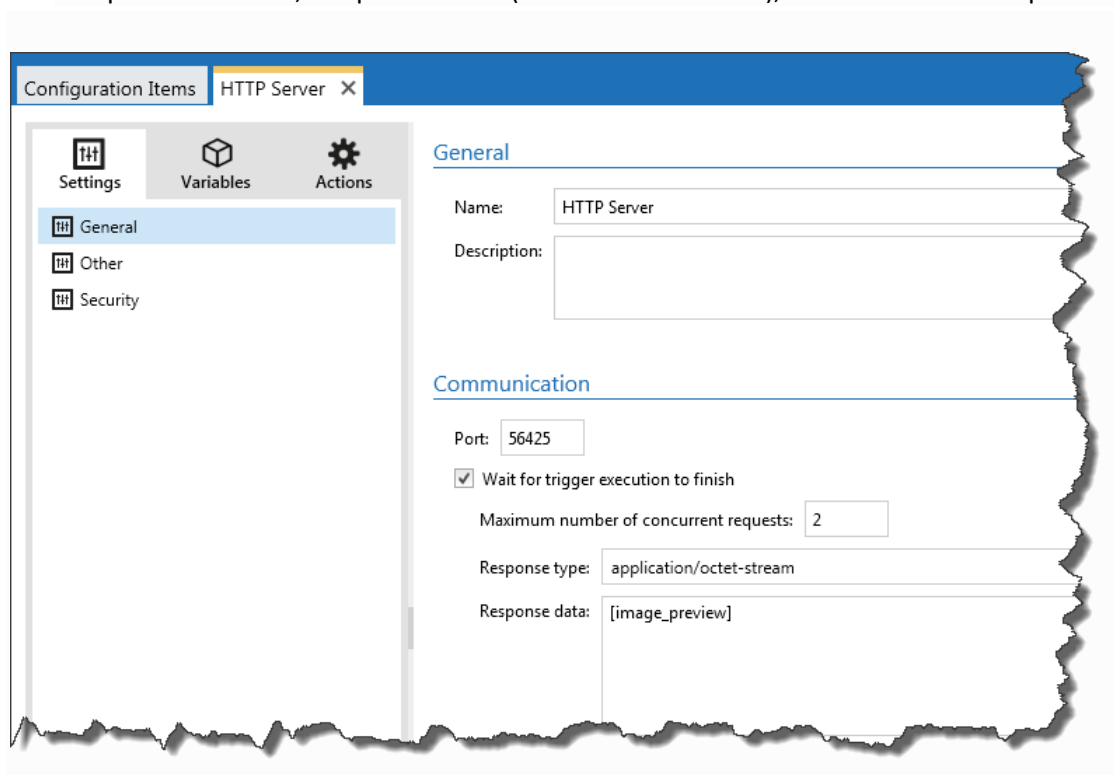 Configuration Items HTTP Server
Settings Variables Actions
General
Other
Security
General
Name: HTTP Server
Description:
Communication
Port: 56425
Wait for trigger execution to finish
Maximum number of concurrent requests: 2
Response type: application/octet-stream
Response data: [image_preview]